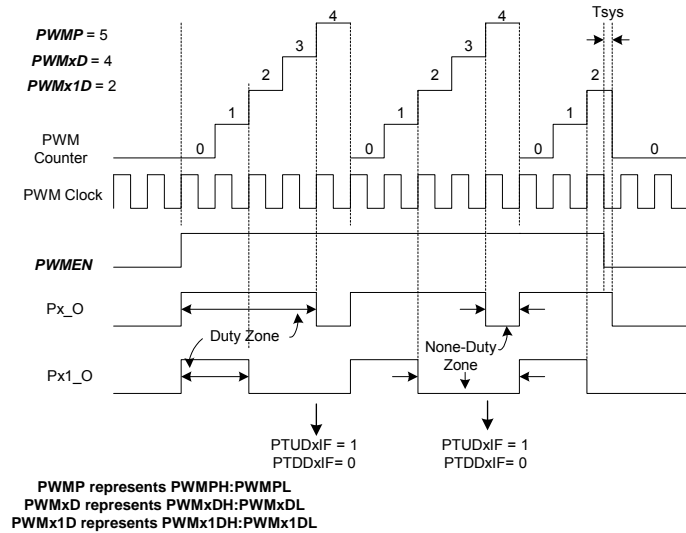 Tsys
PWMP = 5
PWMxD = 4
PWMx1D = 2
4
4
3
3
2
2
2
1
1
1
PWM
Counter
0
0
0
0
PWM Clock
PWMEN
Px_O
Duty Zone
None-Duty
Zone
Px1_O
PTUDxIF = 1
PTDDxIF= 0
PTUDxIF = 1
PTDDxIF= 0
PWMP represents PWMPH:PWMPL
PWMxD represents PWMxDH:PWMxDL
PWMx1D represents PWMx1DH:PWMx1DL